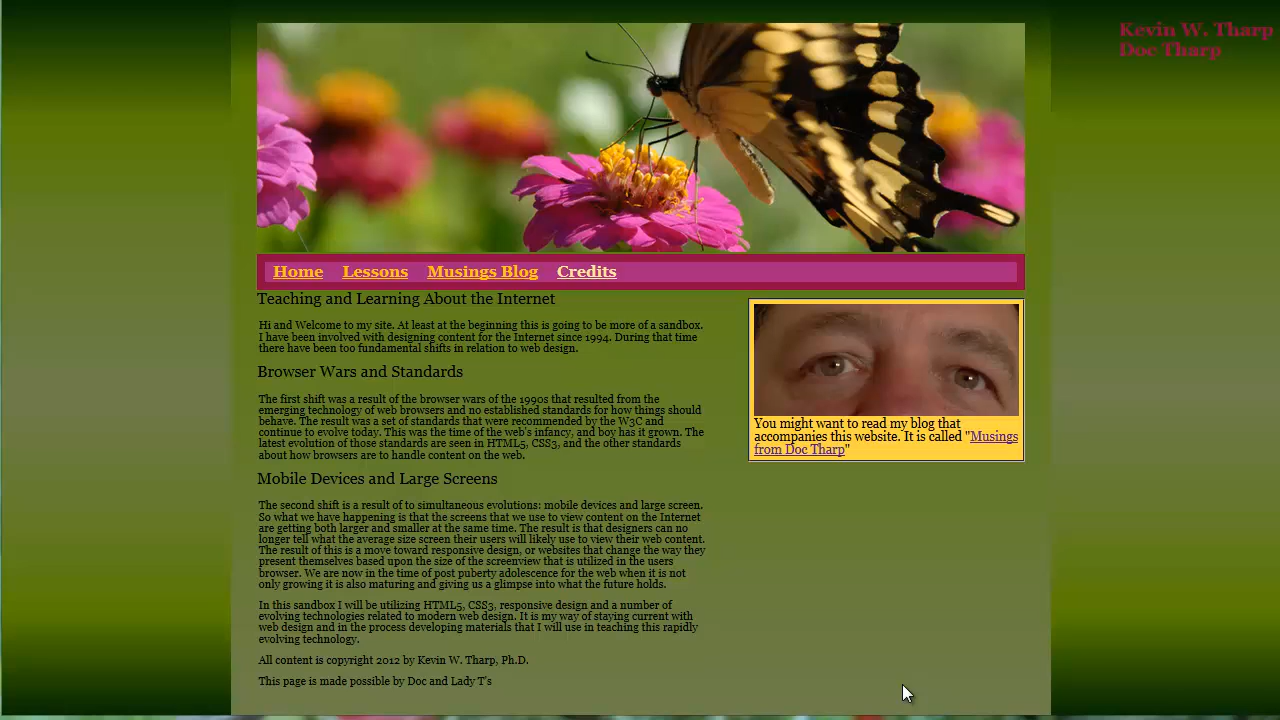 Kevin W. Tharp
Doc Tharp
Home Lessons Musings Blog Credits
Teaching and Learning About the Internet
Hi and Welcome to my site. At least at the beginning this is going to be more of a sandbox.
I have been involved with designing content for the Internet since 1994. During that time
there have been too fundamental shifts in relation to web design.
Browser Wars and Standards
The first shift was a result of the browser wars of the 1990s that resulted from the
emerging technology of web browsers and no established standards for how things should
behave. The result was a set of standards that were recommended by the W3C and
continue to evolve today. This was the time of the web's infancy, and boy has it grown. The
latest evolution of those standards are seen in HTML5, CSS3, and the other standards
about how browsers are to handle content on the web.
Mobile Devices and Large Screens
The second shift is a result of to simultaneous evolutions: mobile devices and large screen.
So what we have happening is that the screens that we use to view content on the Internet
are getting both larger and smaller at the same time. The result is that designers can no
longer tell what the average size screen their users will likely use to view their web content.
The result of this is a move toward responsive design, or websites that change the way they
present themselves based upon the size of the screenview that is utilized in the users
browser. We are now in the time of post puberty adolescence for the web when it is not
only growing it is also maturing and giving us a glimpse into what the future holds.
In this sandbox I will be utilizing HTML5, CSS3, responsive design and a number of
evolving technologies related to modern web design. It is my way of staying current with
web design and in the process developing materials that I will use in teaching this rapidly
evolving technology.
All content is copyright 2012 by Kevin W. Tharp, Ph.D.
This page is made possible by Doc and Lady T's
You might want to read my blog that
accompanies this website. It is called "Musings
from Doc Tharp"